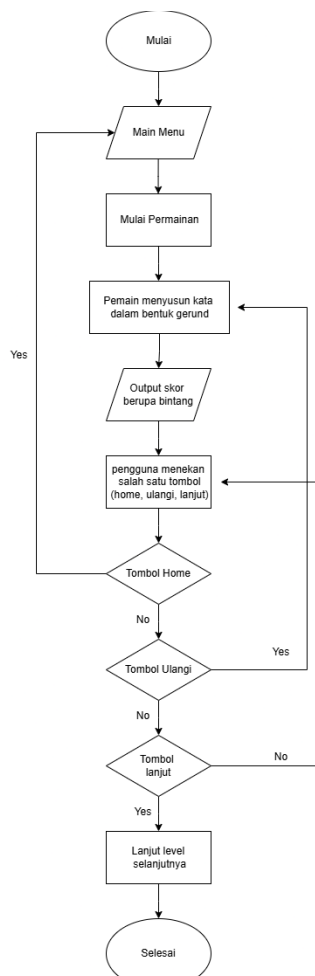 Mulai
Main Menu
Mulai Permainan
Pemain menyusun kata
dalam bentuk gerund
Yes
Output skor
berupa bintang
pengguna menekan
salah satu tombol
(home, ulangi, lanjut)
Tombol Home
No
Tombol Ulangi
Yes
No
Tombol
lanjut
No
Yes
Lanjut level
selanjutnya
Selesai